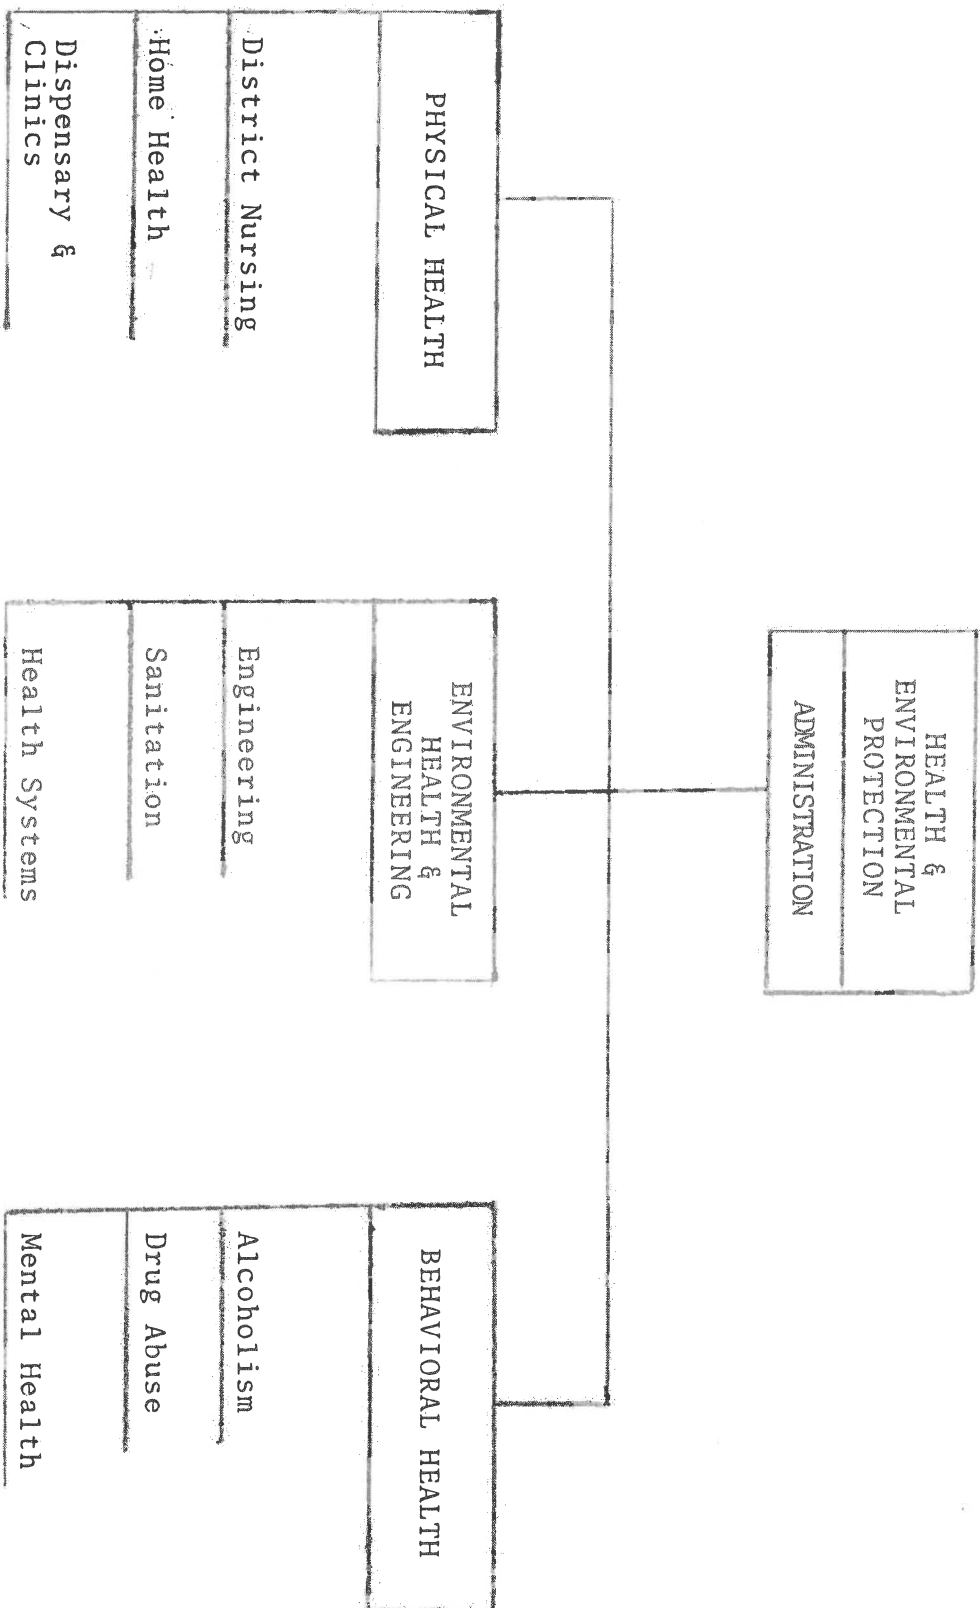 HEALTH &
ENVIRONMENTAL
PROTECTION
ADMINISTRATION
PHYSICAL HEALTH
District Nursing
Home Health
Dispensary &
Clinics
ENVIRONMENTAL
HEALTH &
ENGINEERING
Engineering
Sanitation
Health Systems
BEHAVIORAL HEALTH
Alcoholism
Drug Abuse
Mental Health